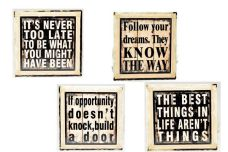 IT'S NEVER
TOO LATE
TO BE WHAT
YOU MIGHT
HAVE BEEN
Follow your
dreams. They
KNOW
THE WAY
If opportunity
doesn't
knock, build
a door
THE BEST
THINGS IN
LIFE AREN'T
THINGS